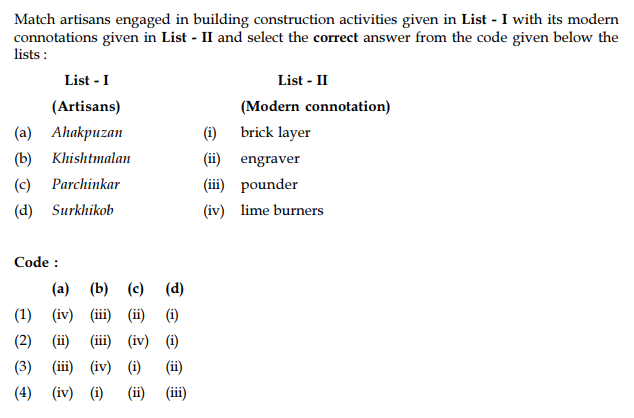 Match artisans engaged in building construction activities given in List - I with its modern
connotations given in List - II and select the correct answer from the code given below the
lists :
List - I List - II
(Artisans) (Modern connotation)
(a) Ahakpuzan (i) brick layer
(b) Khishtmalan (ii) engraver
(c) Parchinkar (iii) pounder
(d) Surkhikob (iv) lime burners
Code :
(a) (b) (c) (d)
(1) (iv) (iii) (ii) (i)
(2) (ii) (iii) (iv) (i)
(3) (iii) (iv) (i) (ii)
(4) (iv) (i) (ii) (iii)